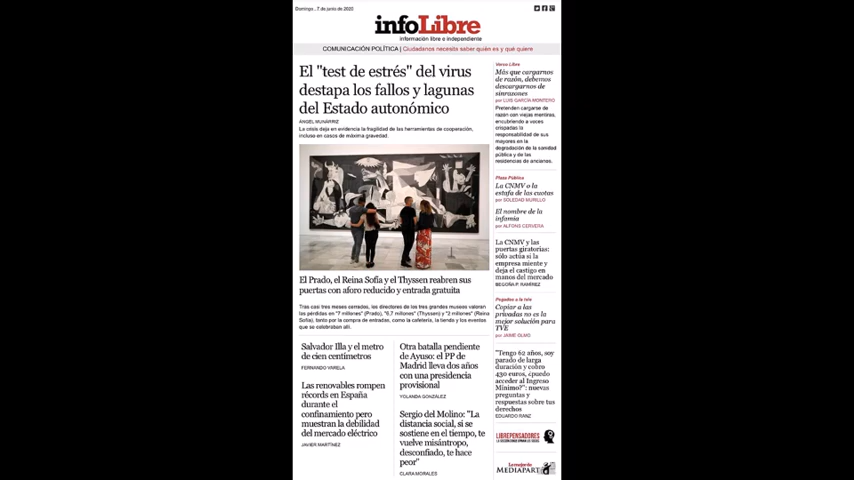 Domingo, 7 de junio de 2020
infoLibre
información libre e independiente
COMUNICACIÓN POLÍTICA | Ciudadanos necesita saber quién es y qué quiere
El "test de estrés" del virus
destapa los fallos y lagunas
del Estado autonómico
ÁNGEL MUNÁRRIZ
La crisis deja en evidencia la fragilidad de las herramientas de cooperación,
incluso en casos de máxima gravedad.
El Prado, el Reina Sofía y el Thyssen reabren sus
puertas con aforo reducido y entrada gratuita
Tras casi tres meses cerrados, los directores de los tres grandes museos valoran
las pérdidas en "7 millones" (Prado), "6,7 millones" (Thyssen) y "2 millones" (Reina
Sofía), tanto por la compra de entradas, como la cafetería, la tienda y los eventos
que se celebraban allí.
Salvador Illa y el metro
de cien centímetros
FERNANDO VARELA
Las renovables rompen
récords en España
durante el
confinamiento pero
muestran la debilidad
del mercado eléctrico
JAVIER MARTÍNEZ
Otra batalla pendiente
de Ayuso: el PP de
Madrid lleva dos años
con una presidencia
provisional
YOLANDA GONZÁLEZ
Sergio del Molino: "La
distancia social, si se
sostiene en el tiempo, te
vuelve misántropo,
desconfiado, te hace
peor"
CLARA MORALES
Verso Libre
Más que cargarnos
de razón, debemos
descargarnos de
sinrazones
por LUIS GARCÍA MONTERO
Pretenden cargarse de
razón con viejas mentiras,
encubriendo a voces
crispadas la
responsabilidad de sus
mayores en la
degradación de la sanidad
pública y de las
residencias de ancianos.
Plaza Pública
La CNMV o la
estafa de las cuotas
por SOLEDAD MURILLO
El nombre de la
infamia
por ALFONS CERVERA
La CNMV y las
puertas giratorias:
sólo actúa si la
empresa miente y
deja el castigo en
manos del mercado
BEGOÑA P. RAMÍREZ
Pegados a la tele
Copiar a las
privadas no es la
mejor solución para
TVE
por JAIME OLMO
"Tengo 62 años, soy
parado de larga
duración y cobro
430 euros, ¿puedo
acceder al Ingreso
Mínimo?": nuevas
preguntas y
respuestas sobre tus
derechos
EDUARDO RANZ
LIBREPENSADORES
Lo mejor de
MEDIAPART